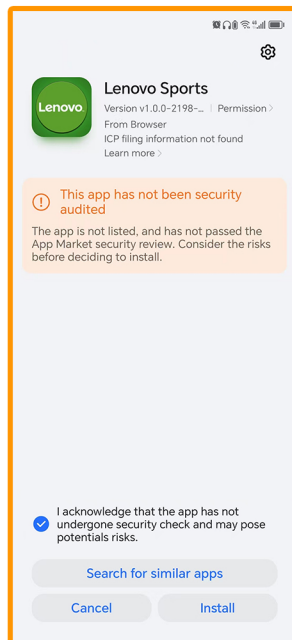 Lenovo
Lenovo Sports
Version v1.0.0-2198-... | Permission >
From Browser
ICP filing information not found
Learn more >
This app has not been security
audited
The app is not listed, and has not passed the
App Market security review. Consider the risks
before deciding to install.
I acknowledge that the app has not
undergone security check and may pose
potentials risks.
Search for similar apps
Cancel
Install